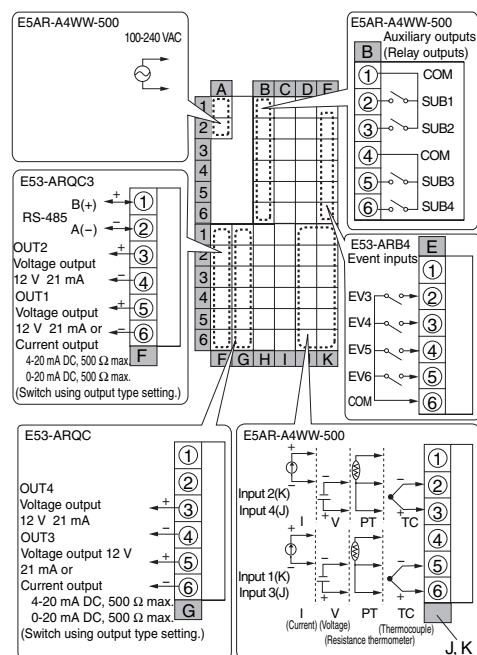 E5AR-A4WW-500
100-240 VAC
E5AR-A4WW-500
Auxiliary outputs
(Relay outputs)
B
1 COM
2 SUB1
3 SUB2
4 COM
5 SUB3
6 SUB4
A B C D E
1
2
3
4
5
6
1
2
3
4
5
6
F G H I J K
E53-ARQC3
RS-485
B(+) + 1
A(−) − 2
OUT2
Voltage output
12 V 21 mA
+ 3
− 4
OUT1
Voltage output
12 V 21 mA or
Current output
4-20 mA DC, 500 Ω max.
0-20 mA DC, 500 Ω max.
(Switch using output type setting.)
+ 5
− 6
F
E53-ARB4
Event inputs
E
1
EV3 2
EV4 3
EV5 4
EV6 5
COM 6
E53-ARQC
1
2
OUT4
Voltage output
12 V 21 mA
+ 3
− 4
OUT3
Voltage output 12 V
21 mA or
Current output
4-20 mA DC, 500 Ω max.
0-20 mA DC, 500 Ω max.
(Switch using output type setting.)
+ 5
− 6
G
E5AR-A4WW-500
1
2
3
4
5
6
Input 2(K)
Input 4(J)
+ − − +
I V PT TC
Input 1(K)
Input 3(J)
+ − − +
I V PT TC
(Current) (Voltage) (Thermocouple)
(Resistance thermometer)
J, K